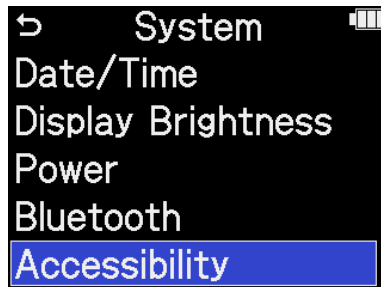 System
Date/Time
Display Brightness
Power
Bluetooth
Accessibility